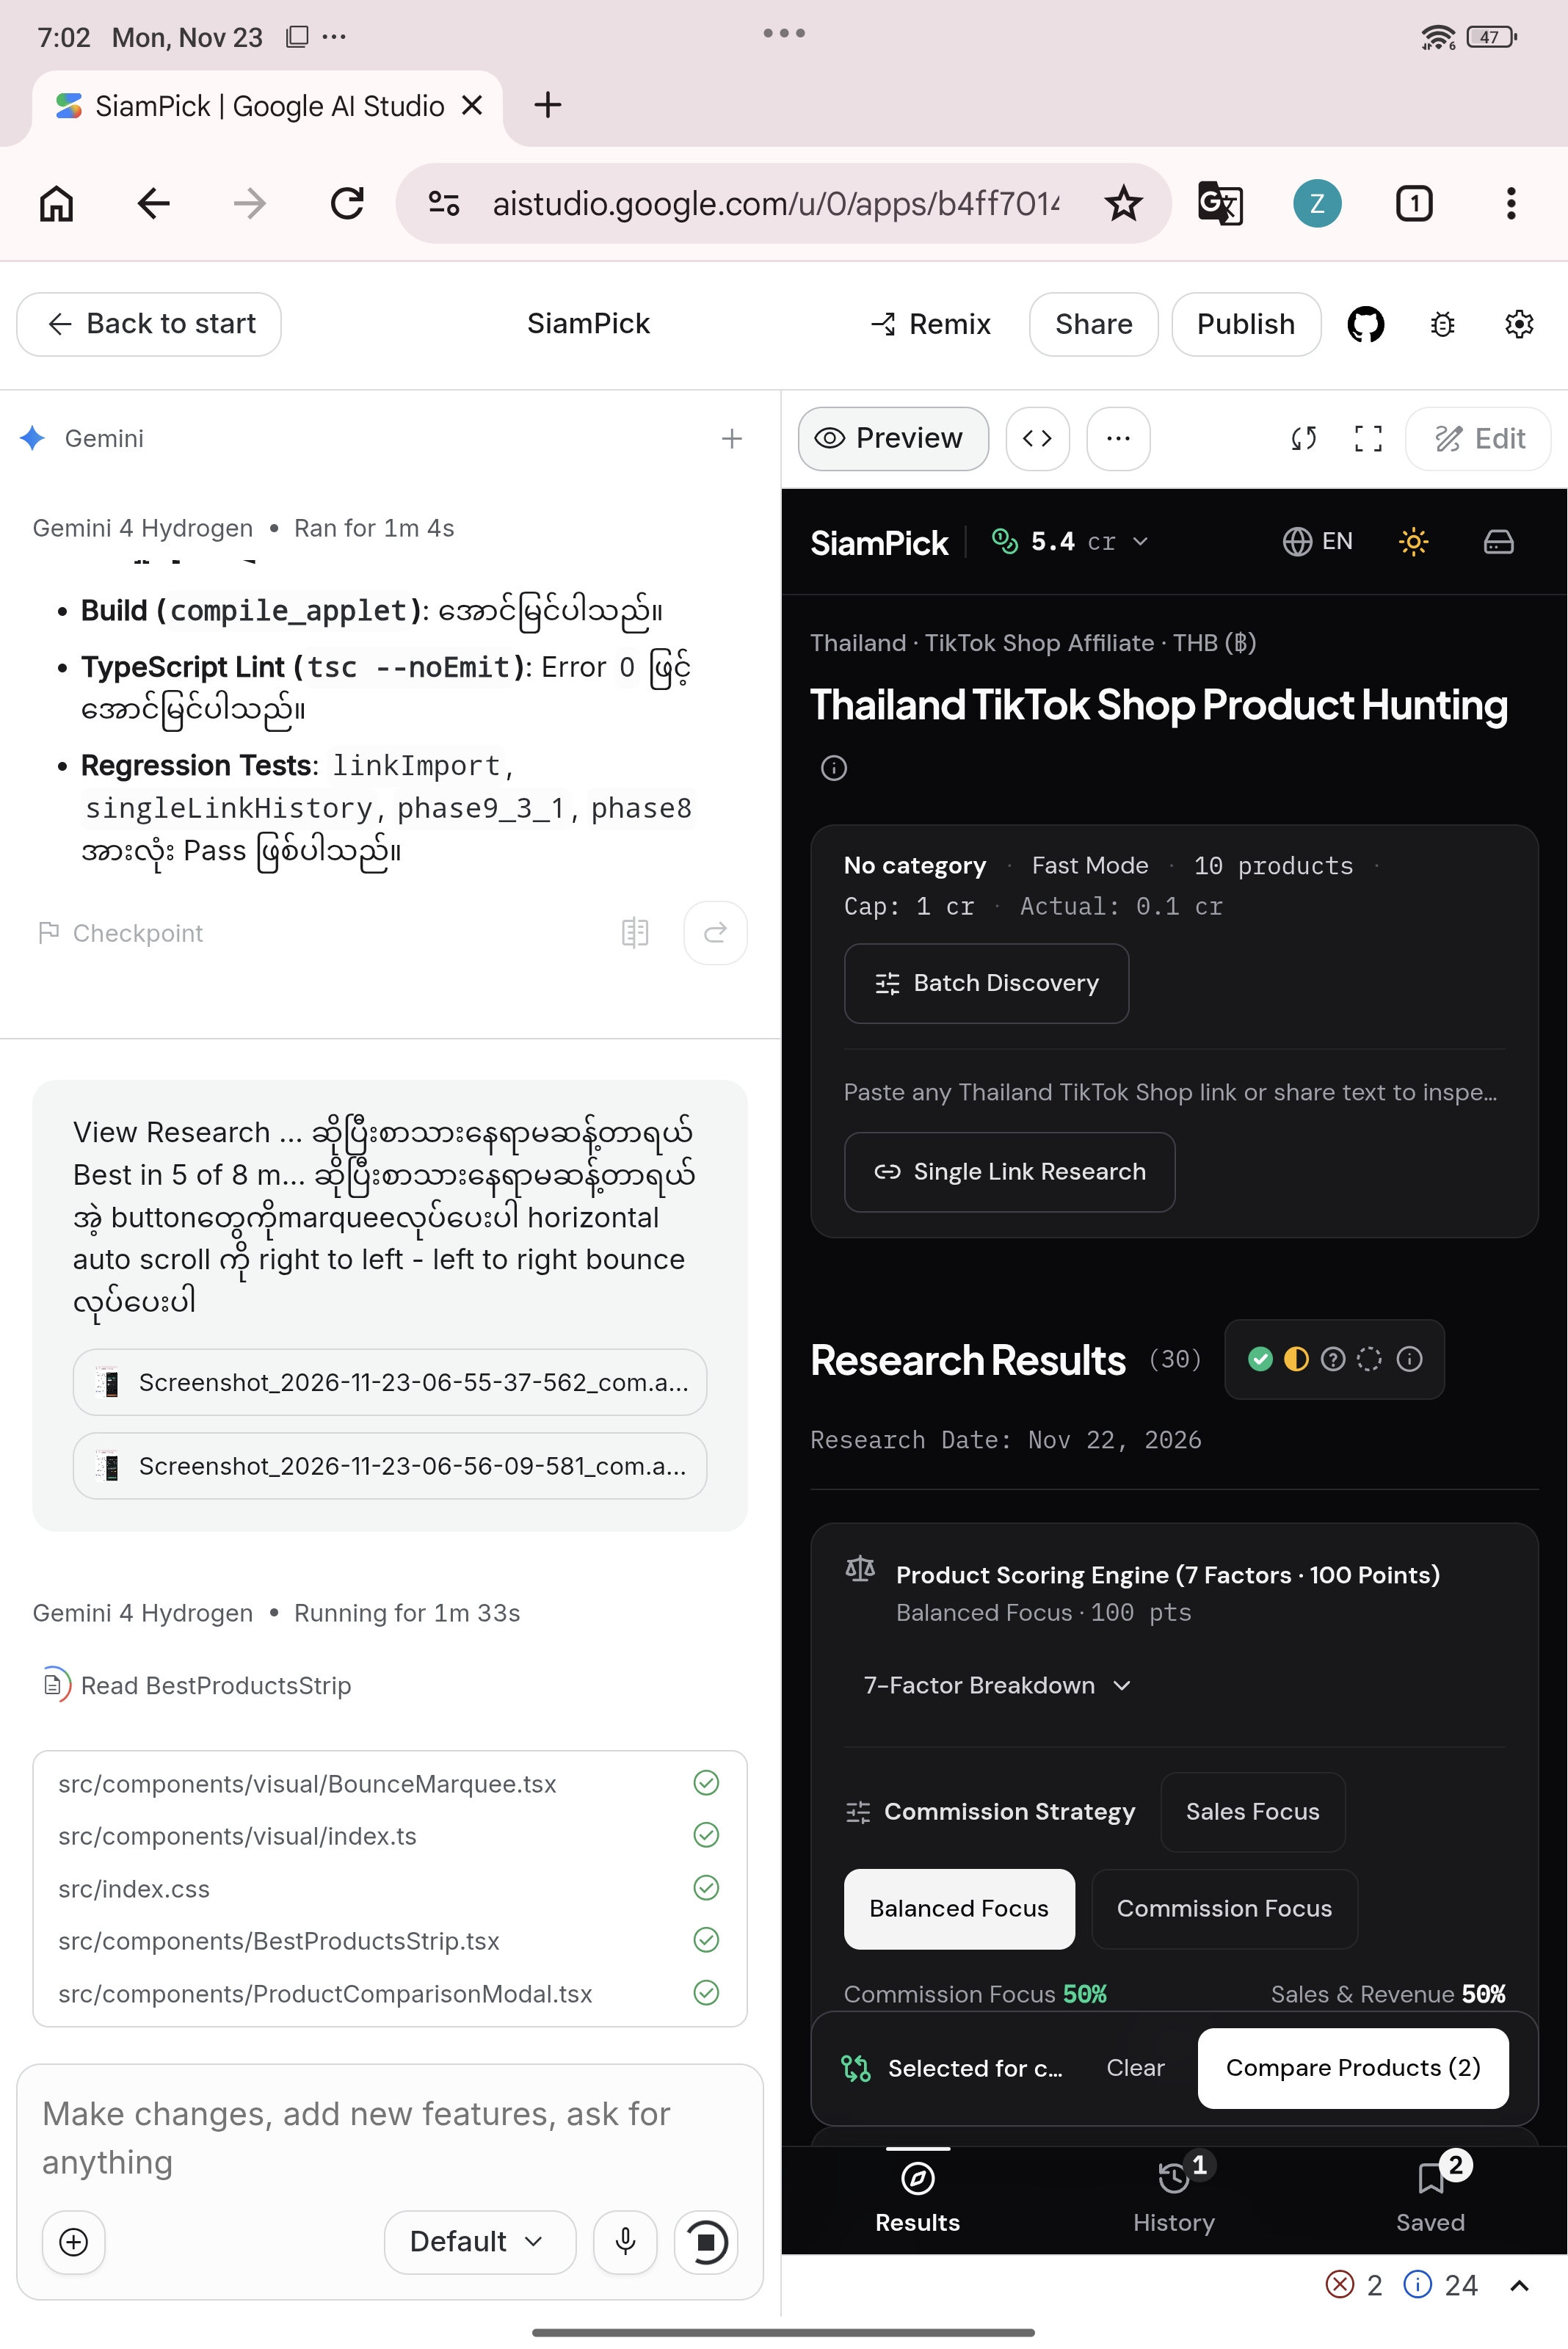 7:02 Mon, Nov 23
47
SiamPick | Google AI Studio
aistudio.google.com/u/0/apps/b4ff7014
Z
1
Back to start
SiamPick
Remix
Share
Publish
Gemini
Gemini 4 Hydrogen • Ran for 1m 4s
• Build (compile_applet): အောင်မြင်ပါသည်။
• TypeScript Lint (tsc --noEmit): Error 0 ဖြင့်
အောင်မြင်ပါသည်။
• Regression Tests: linkImport,
singleLinkHistory, phase9_3_1, phase8
အားလုံး Pass ဖြစ်ပါသည်။
Checkpoint
View Research ... ဆိုပြီးစာသားနေရာမဆန့်တာရယ်
Best in 5 of 8 m... ဆိုပြီးစာသားနေရာမဆန့်တာရယ်
အဲ့ buttonတွေကိုmarqueeလုပ်ပေးပါ horizontal
auto scroll ကို right to left - left to right bounce
လုပ်ပေးပါ
Screenshot_2026-11-23-06-55-37-562_com.a...
Screenshot_2026-11-23-06-56-09-581_com.a...
Gemini 4 Hydrogen • Running for 1m 33s
Read BestProductsStrip
src/components/visual/BounceMarquee.tsx
src/components/visual/index.ts
src/index.css
src/components/BestProductsStrip.tsx
src/components/ProductComparisonModal.tsx
Make changes, add new features, ask for
anything
Default
Preview
Edit
SiamPick
5.4 cr
EN
Thailand · TikTok Shop Affiliate · THB (฿)
Thailand TikTok Shop Product Hunting
No category · Fast Mode · 10 products ·
Cap: 1 cr · Actual: 0.1 cr
Batch Discovery
Paste any Thailand TikTok Shop link or share text to inspe...
Single Link Research
Research Results (30)
Research Date: Nov 22, 2026
Product Scoring Engine (7 Factors · 100 Points)
Balanced Focus · 100 pts
7-Factor Breakdown
Commission Strategy
Sales Focus
Balanced Focus
Commission Focus
Commission Focus 50%
Sales & Revenue 50%
Selected for c...
Clear
Compare Products (2)
1
2
Results
History
Saved
2
24